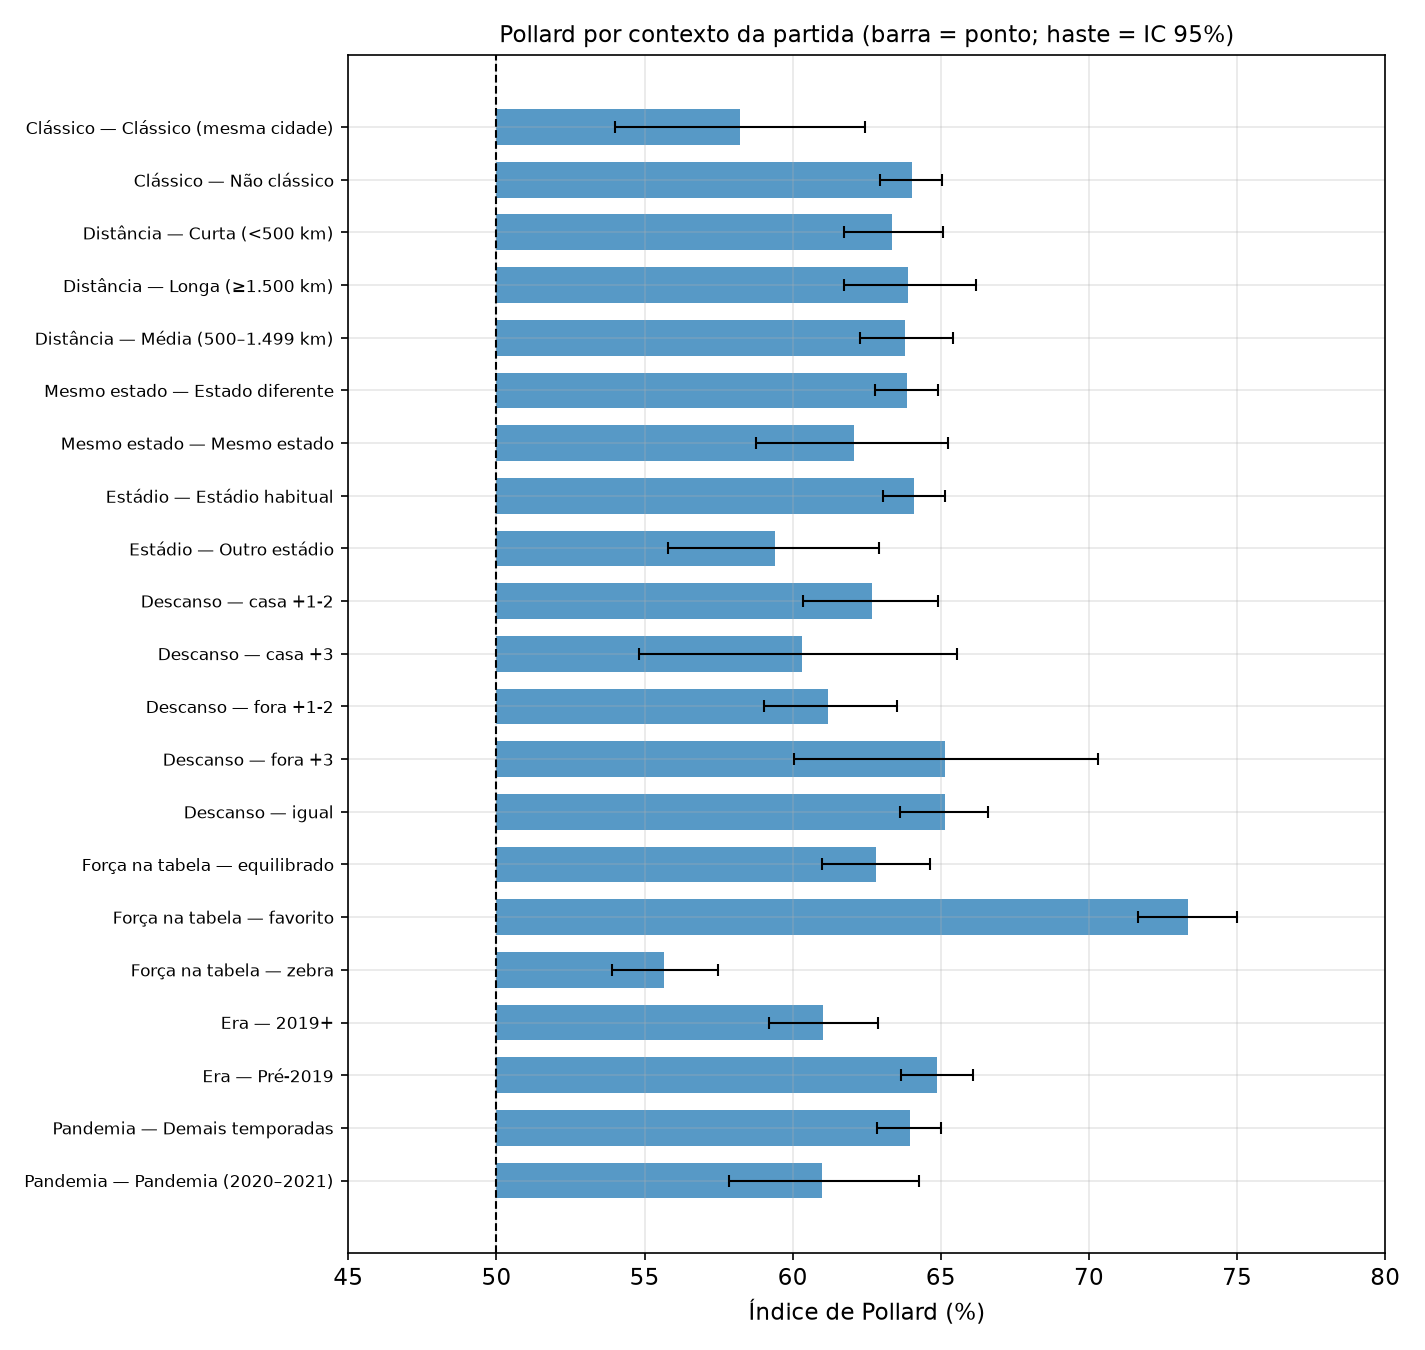 Pollard por contexto da partida (barra = ponto; haste = IC 95%)
Clássico — Clássico (mesma cidade)
Clássico — Não clássico
Distância — Curta (<500 km)
Distância — Longa (≥1.500 km)
Distância — Média (500–1.499 km)
Mesmo estado — Estado diferente
Mesmo estado — Mesmo estado
Estádio — Estádio habitual
Estádio — Outro estádio
Descanso — casa +1-2
Descanso — casa +3
Descanso — fora +1-2
Descanso — fora +3
Descanso — igual
Força na tabela — equilibrado
Força na tabela — favorito
Força na tabela — zebra
Era — 2019+
Era — Pré-2019
Pandemia — Demais temporadas
Pandemia — Pandemia (2020–2021)
45 50 55 60 65 70 75 80
Índice de Pollard (%)